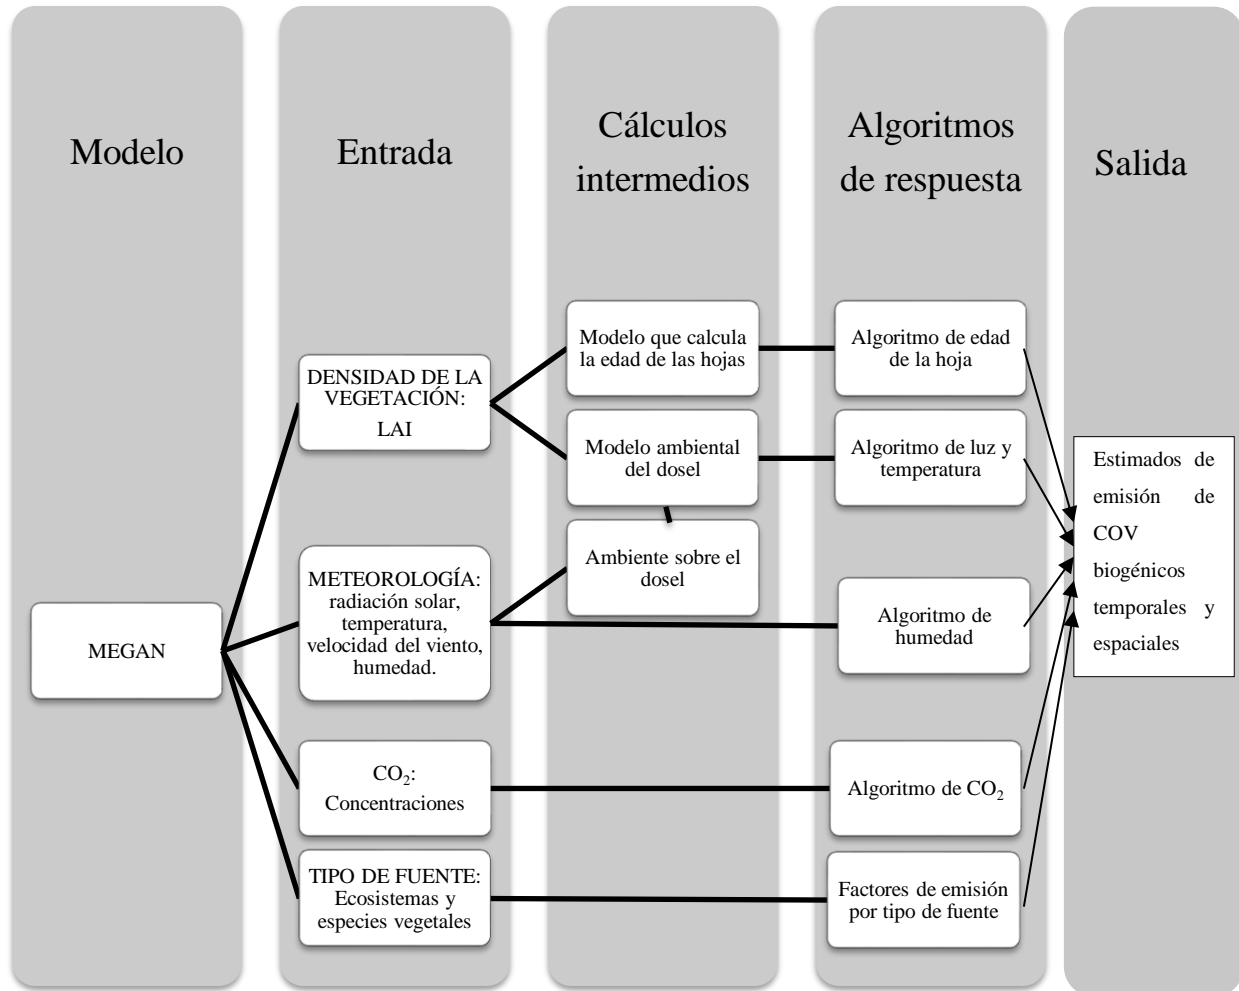 Modelo
Entrada
Cálculos
intermedios
Algoritmos
de respuesta
Salida
MEGAN
DENSIDAD DE LA
VEGETACIÓN:
LAI
METEOROLOGÍA:
radiación solar,
temperatura,
velocidad del viento,
humedad.
CO₂:
Concentraciones
TIPO DE FUENTE:
Ecosistemas y
especies vegetales
Modelo que calcula
la edad de las hojas
Modelo ambiental
del dosel
Ambiente sobre el
dosel
Algoritmo de edad
de la hoja
Algoritmo de luz y
temperatura
Algoritmo de
humedad
Algoritmo de CO₂
Factores de emisión
por tipo de fuente
Estimados de
emisión de
COV
biogénicos
temporales y
espaciales